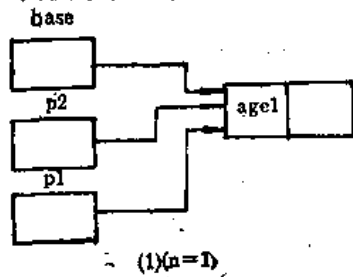 base
p2
age1
p1
(1)(n=1)